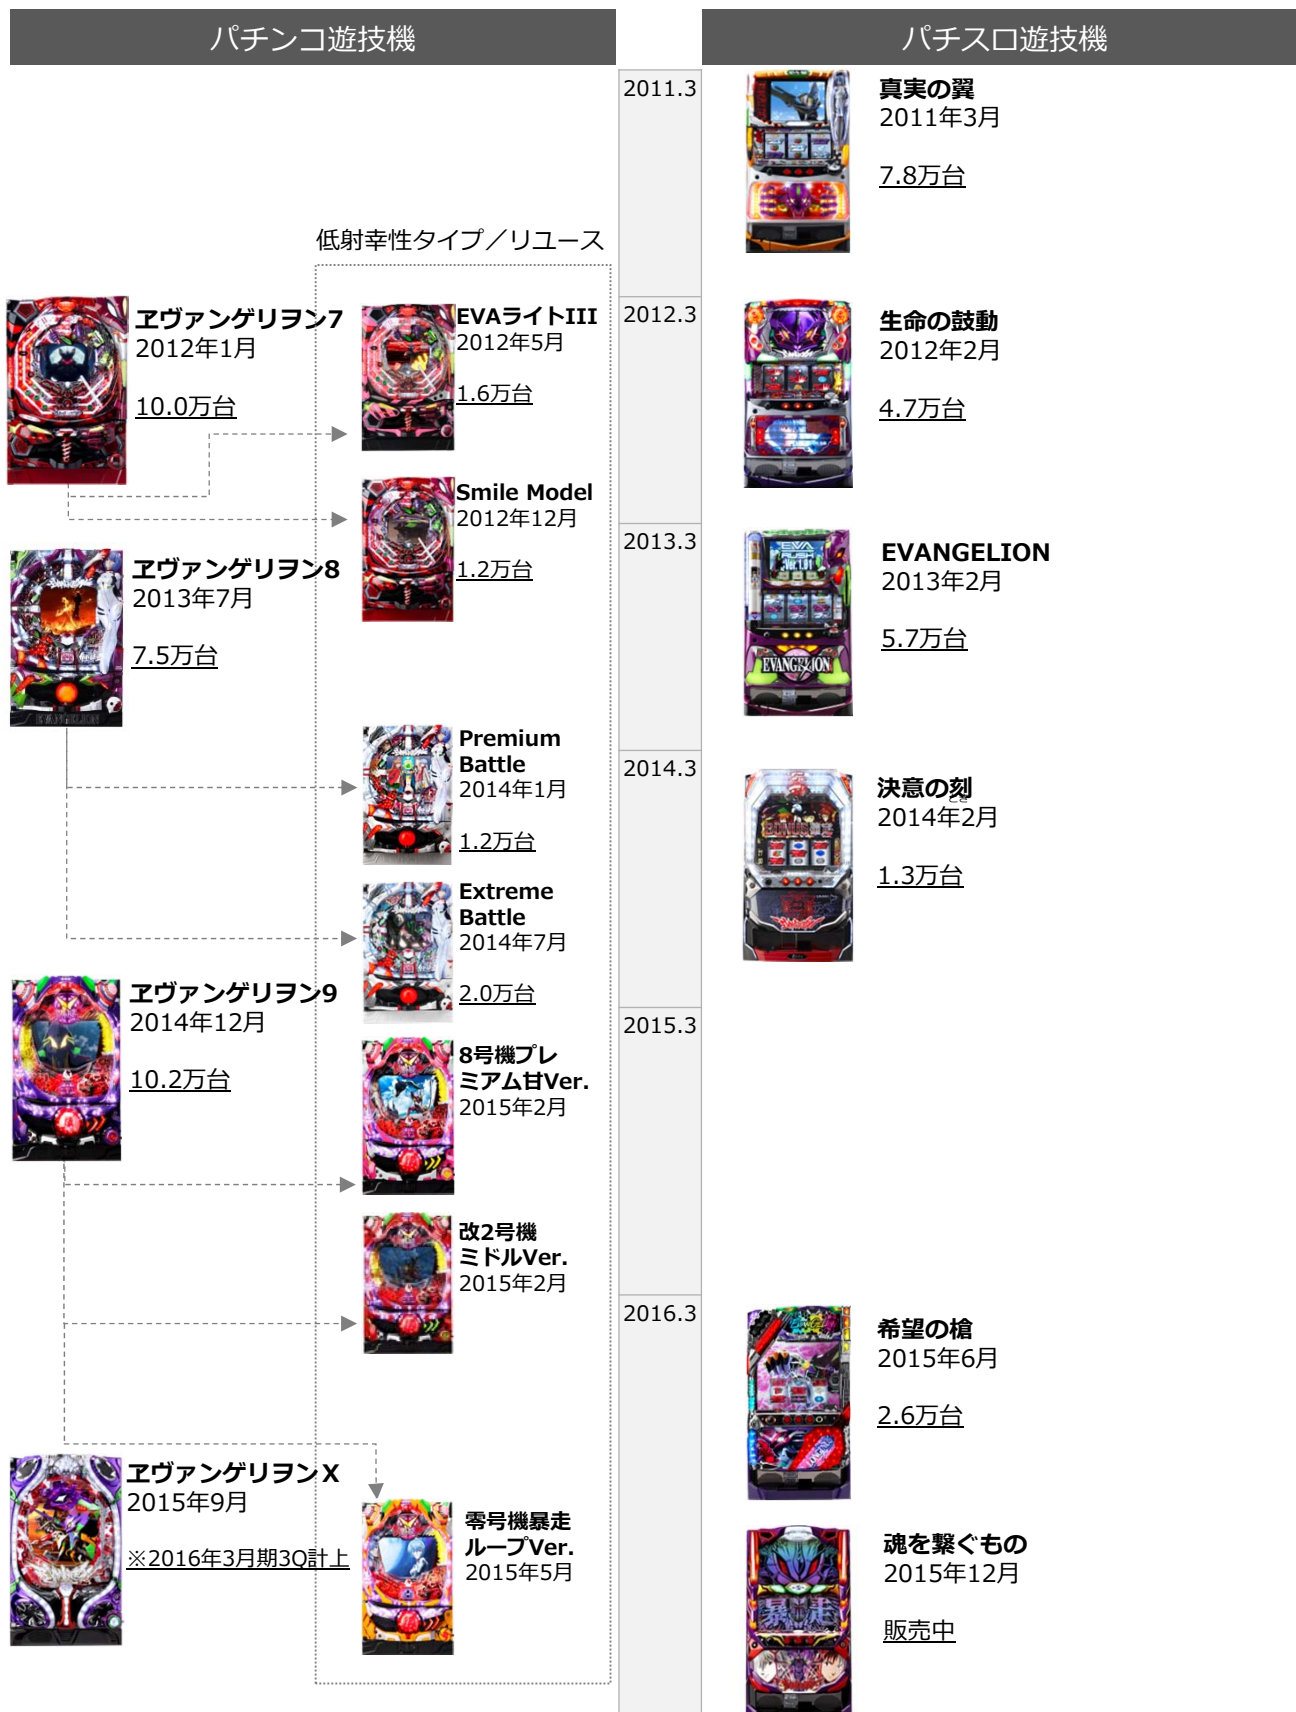 パチンコ遊技機
低射幸性タイプ／リユース
ヱヴァンゲリヲン7
2012年1月
10.0万台
EVAライトIII
2012年5月
1.6万台
Smile Model
2012年12月
1.2万台
ヱヴァンゲリヲン8
2013年7月
7.5万台
EVANGELION
Premium
Battle
2014年1月
1.2万台
Extreme
Battle
2014年7月
2.0万台
ヱヴァンゲリヲン9
2014年12月
10.2万台
8号機プレ
ミアム甘Ver.
2015年2月
改2号機
ミドルVer.
2015年2月
ヱヴァンゲリヲンX
2015年9月
※2016年3月期3Q計上
零号機暴走
ループVer.
2015年5月
2011.3
2012.3
2013.3
2014.3
2015.3
2016.3
パチスロ遊技機
真実の翼
2011年3月
7.8万台
生命の鼓動
2012年2月
4.7万台
EVA
RUSH
Ver.1.01
EVANGELION
EVANGELION
2013年2月
5.7万台
BONUS
決意の刻
とき
2014年2月
1.3万台
希望の槍
2015年6月
2.6万台
暴走
魂を繋ぐもの
2015年12月
販売中